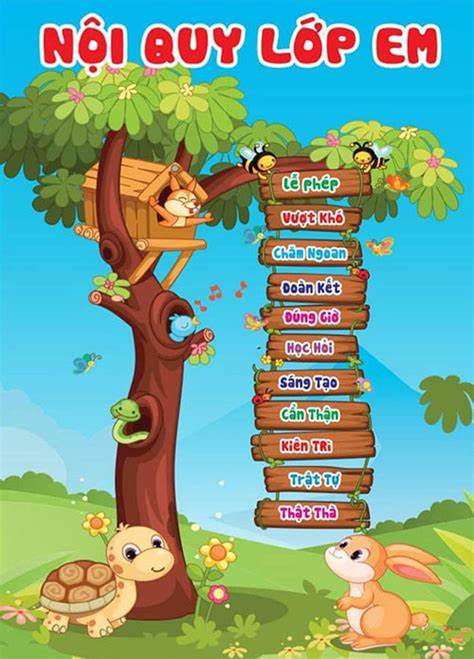 NỘI QUY LỚP EM
Lễ phép
Vượt Khó
Chăm Ngoan
Đoàn Kết
Đúng Giờ
Học Hỏi
Sáng Tạo
Cẩn Thận
Kiên Trì
Trật Tự
Thật Thà